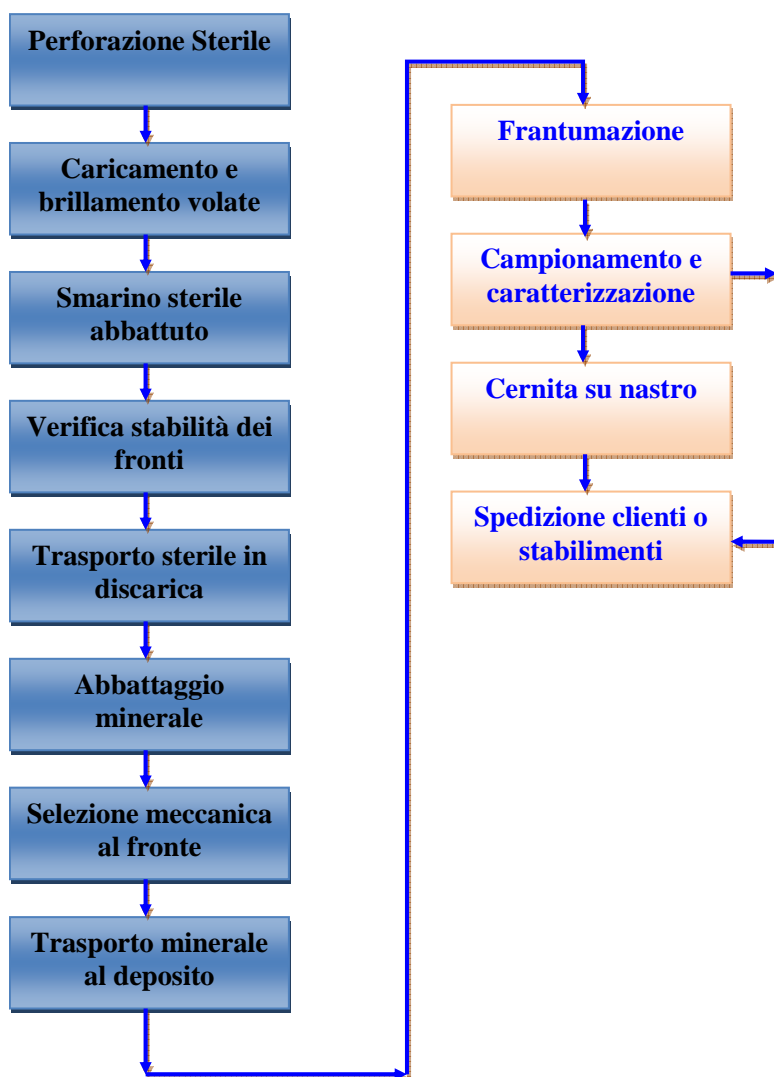 Perforazione Sterile
Caricamento e
brillamento volate
Smarino sterile
abbattuto
Verifica stabilità dei
fronti
Trasporto sterile in
discarica
Abbattaggio
minerale
Selezione meccanica
al fronte
Trasporto minerale
al deposito
Frantumazione
Campionamento e
caratterizzazione
Cernita su nastro
Spedizione clienti o
stabilimenti